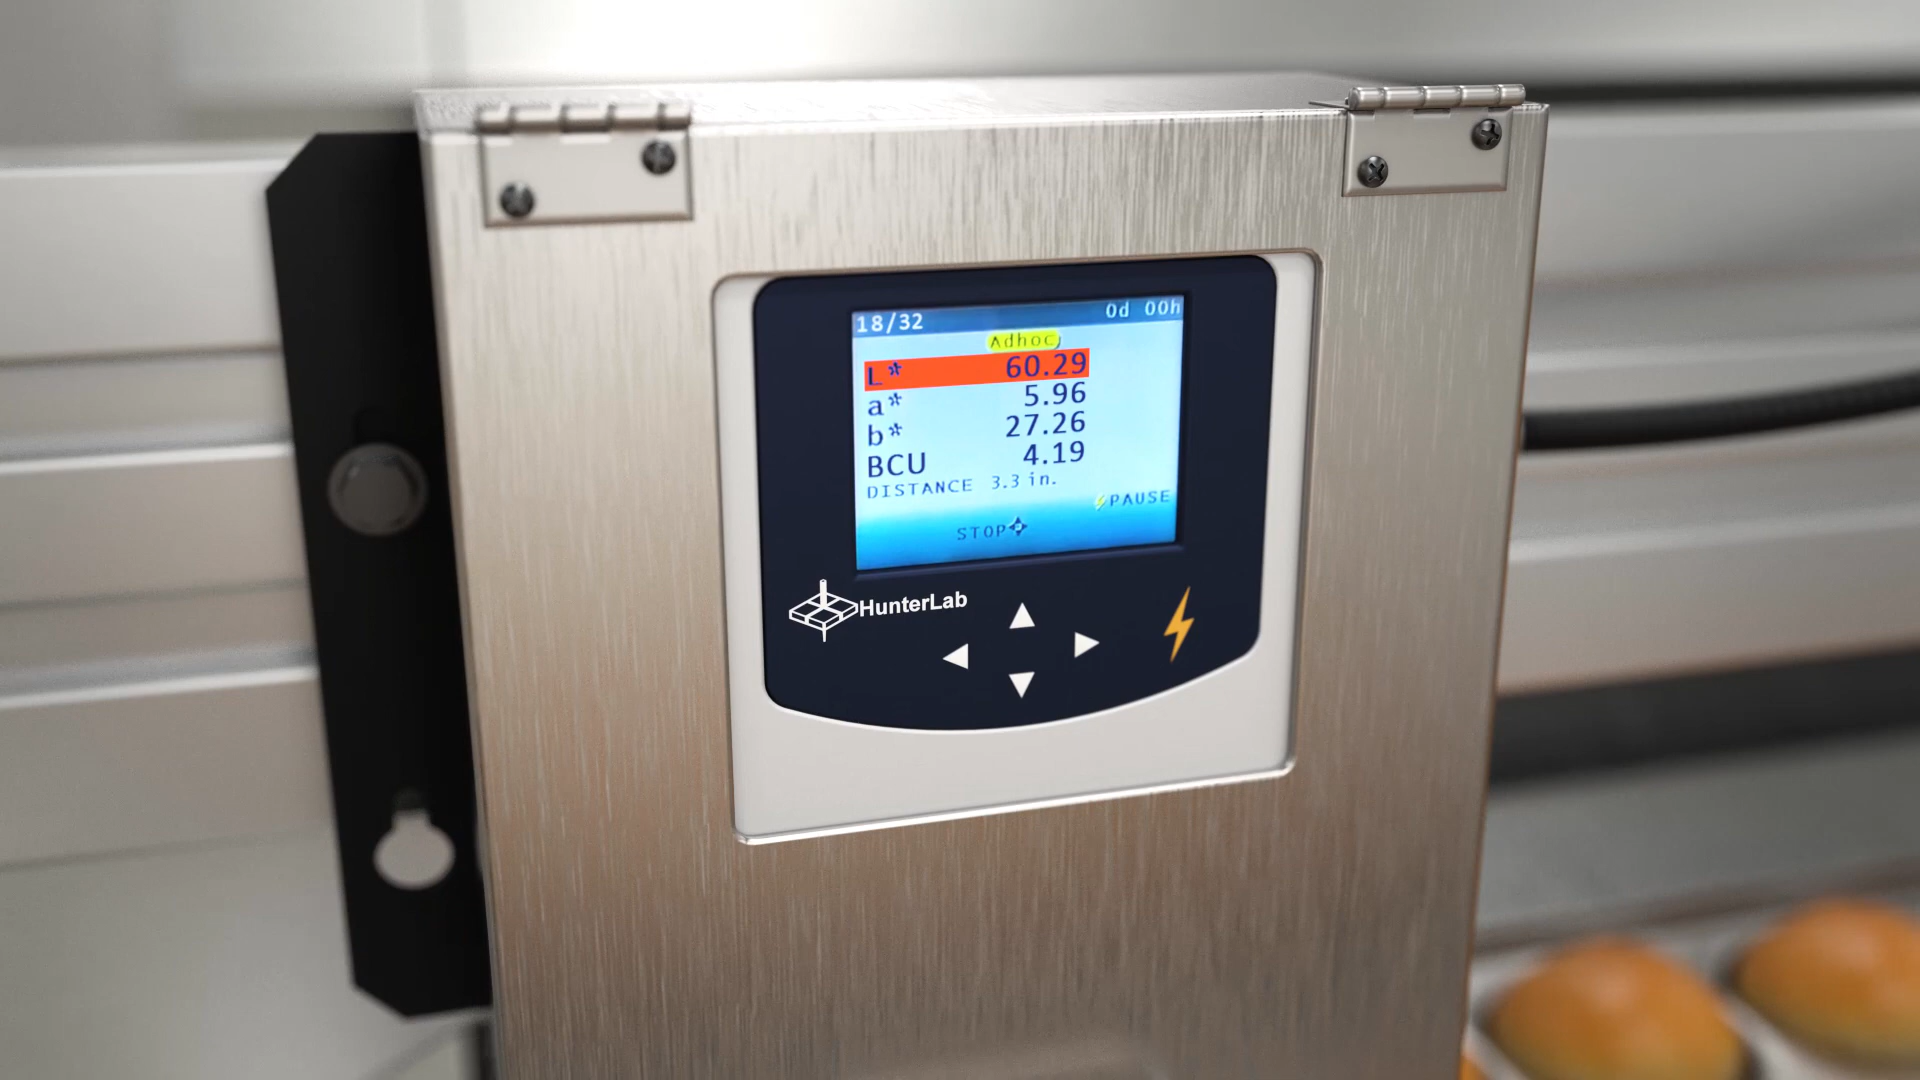 18/32 0d 00h
Adhoc
L* 60.29
a* 5.96
b* 27.26
BCU 4.19
DISTANCE 3.3 in.
PAUSE
STOP
HunterLab